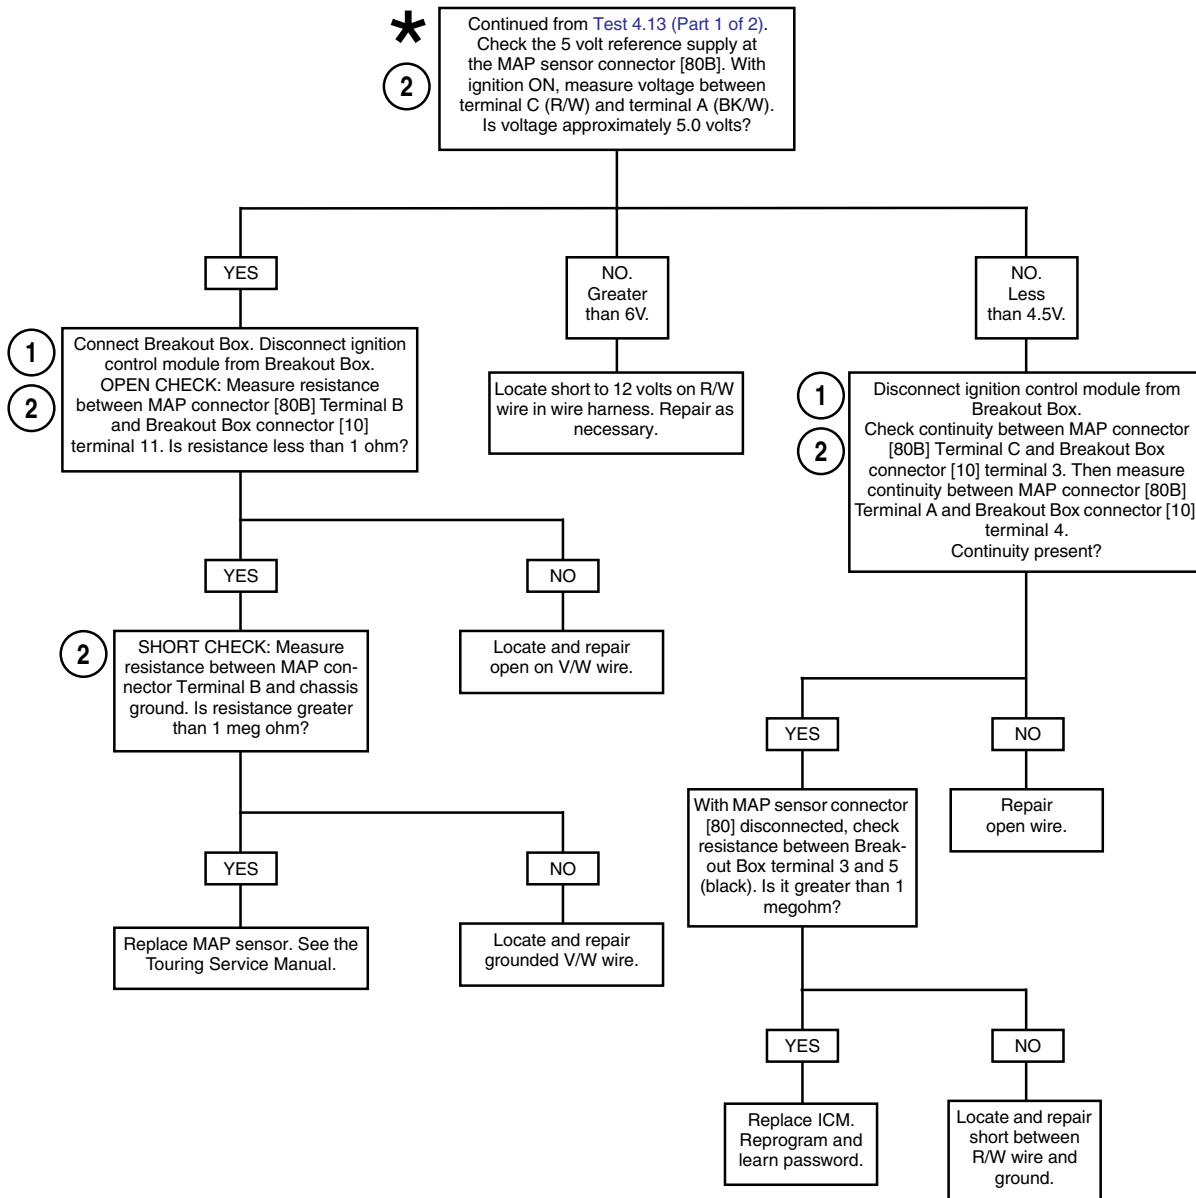 *
2
Continued from Test 4.13 (Part 1 of 2).
Check the 5 volt reference supply at
the MAP sensor connector [80B]. With
ignition ON, measure voltage between
terminal C (R/W) and terminal A (BK/W).
Is voltage approximately 5.0 volts?
YES
NO.
Greater
than 6V.
NO.
Less
than 4.5V.
1
2
Connect Breakout Box. Disconnect ignition
control module from Breakout Box.
OPEN CHECK: Measure resistance
between MAP connector [80B] Terminal B
and Breakout Box connector [10]
terminal 11. Is resistance less than 1 ohm?
Locate short to 12 volts on R/W
wire in wire harness. Repair as
necessary.
1
2
Disconnect ignition control module from
Breakout Box.
Check continuity between MAP connector
[80B] Terminal C and Breakout Box
connector [10] terminal 3. Then measure
continuity between MAP connector [80B]
Terminal A and Breakout Box connector [10]
terminal 4.
Continuity present?
YES
NO
2
SHORT CHECK: Measure
resistance between MAP con-
nector Terminal B and chassis
ground. Is resistance greater
than 1 meg ohm?
Locate and repair
open on V/W wire.
YES
NO
With MAP sensor connector
[80] disconnected, check
resistance between Break-
out Box terminal 3 and 5
(black). Is it greater than 1
megohm?
Repair
open wire.
YES
NO
Replace MAP sensor. See the
Touring Service Manual.
Locate and repair
grounded V/W wire.
YES
NO
Replace ICM.
Reprogram and
learn password.
Locate and repair
short between
R/W wire and
ground.